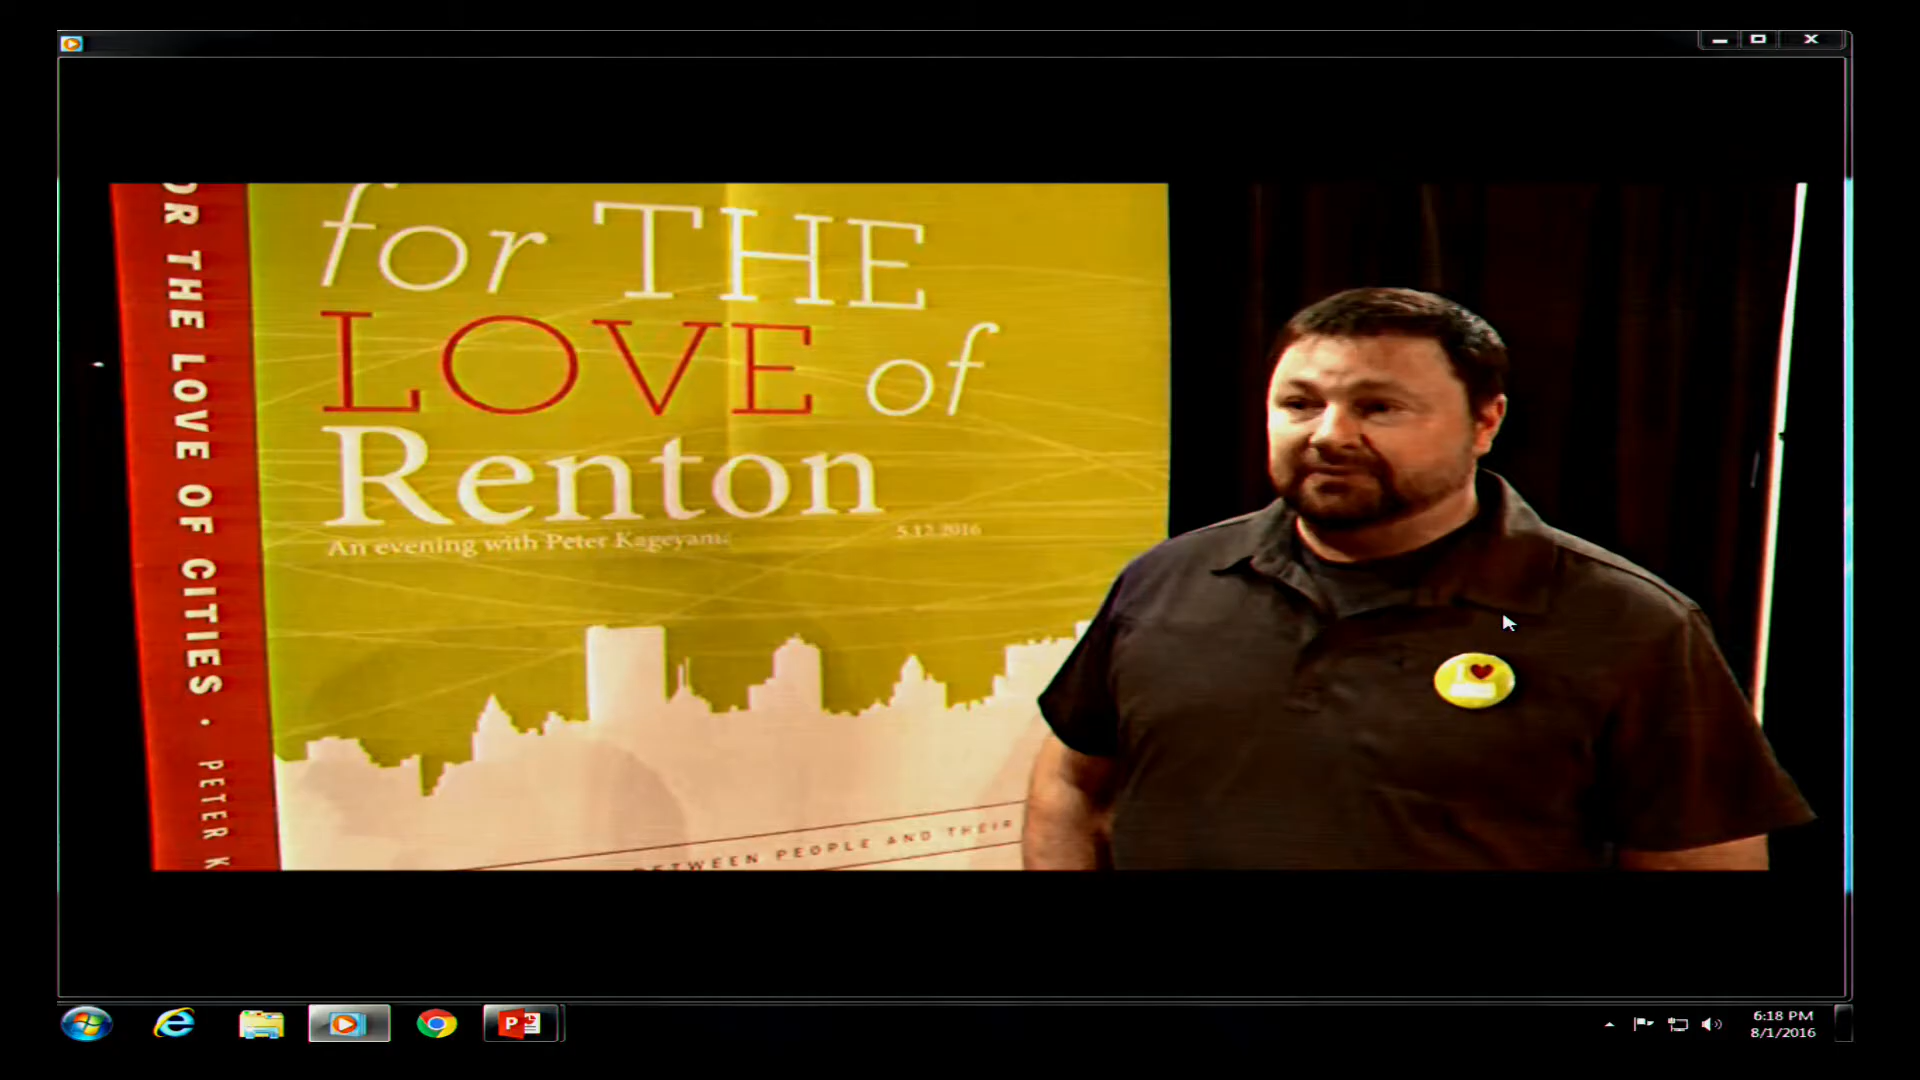 OR THE LOVE OF CITIES · PETER K
for THE
LOVE of
Renton
An evening with Peter Kageyama
5.12.2016
BETWEEN PEOPLE AND THEIR
6:18 PM
8/1/2016